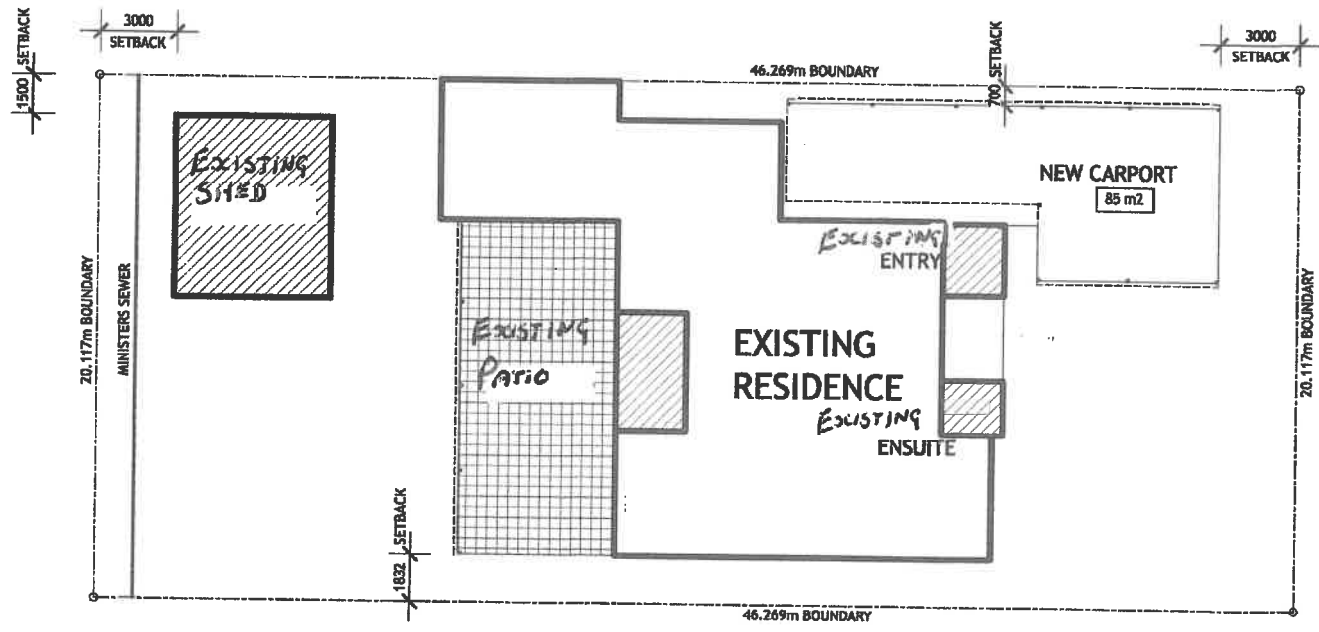 3000
SETBACK
3000
SETBACK
SETBACK
1500
46.269m BOUNDARY
700 SETBACK
EXISTING
SHED
NEW CARPORT
85 m2
EXISTING
ENTRY
20.117m BOUNDARY
MINISTERS SEWER
EXISTING
PATIO
EXISTING
RESIDENCE
EXISTING
ENSUITE
20.117m BOUNDARY
SETBACK
1832
46.269m BOUNDARY